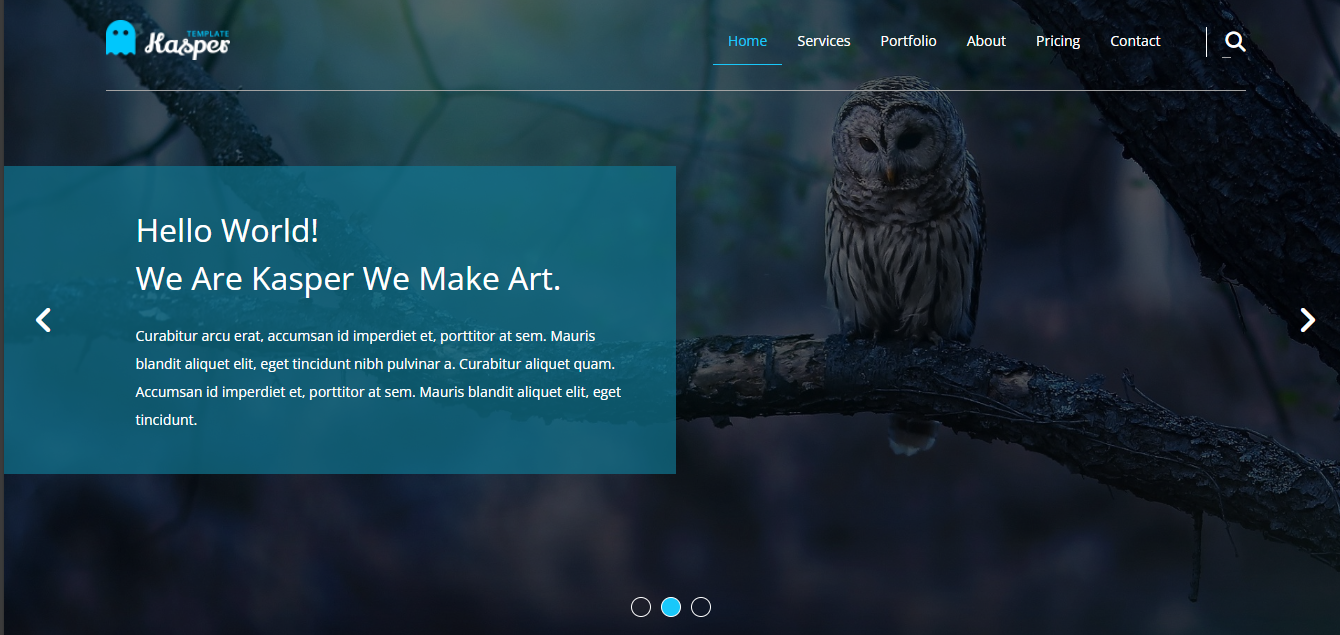 TEMPLATE
Kasper
Home Services Portfolio About Pricing Contact
Hello World!
We Are Kasper We Make Art.
Curabitur arcu erat, accumsan id imperdiet et, porttitor at sem. Mauris
blandit aliquet elit, eget tincidunt nibh pulvinar a. Curabitur aliquet quam.
Accumsan id imperdiet et, porttitor at sem. Mauris blandit aliquet elit, eget
tincidunt.